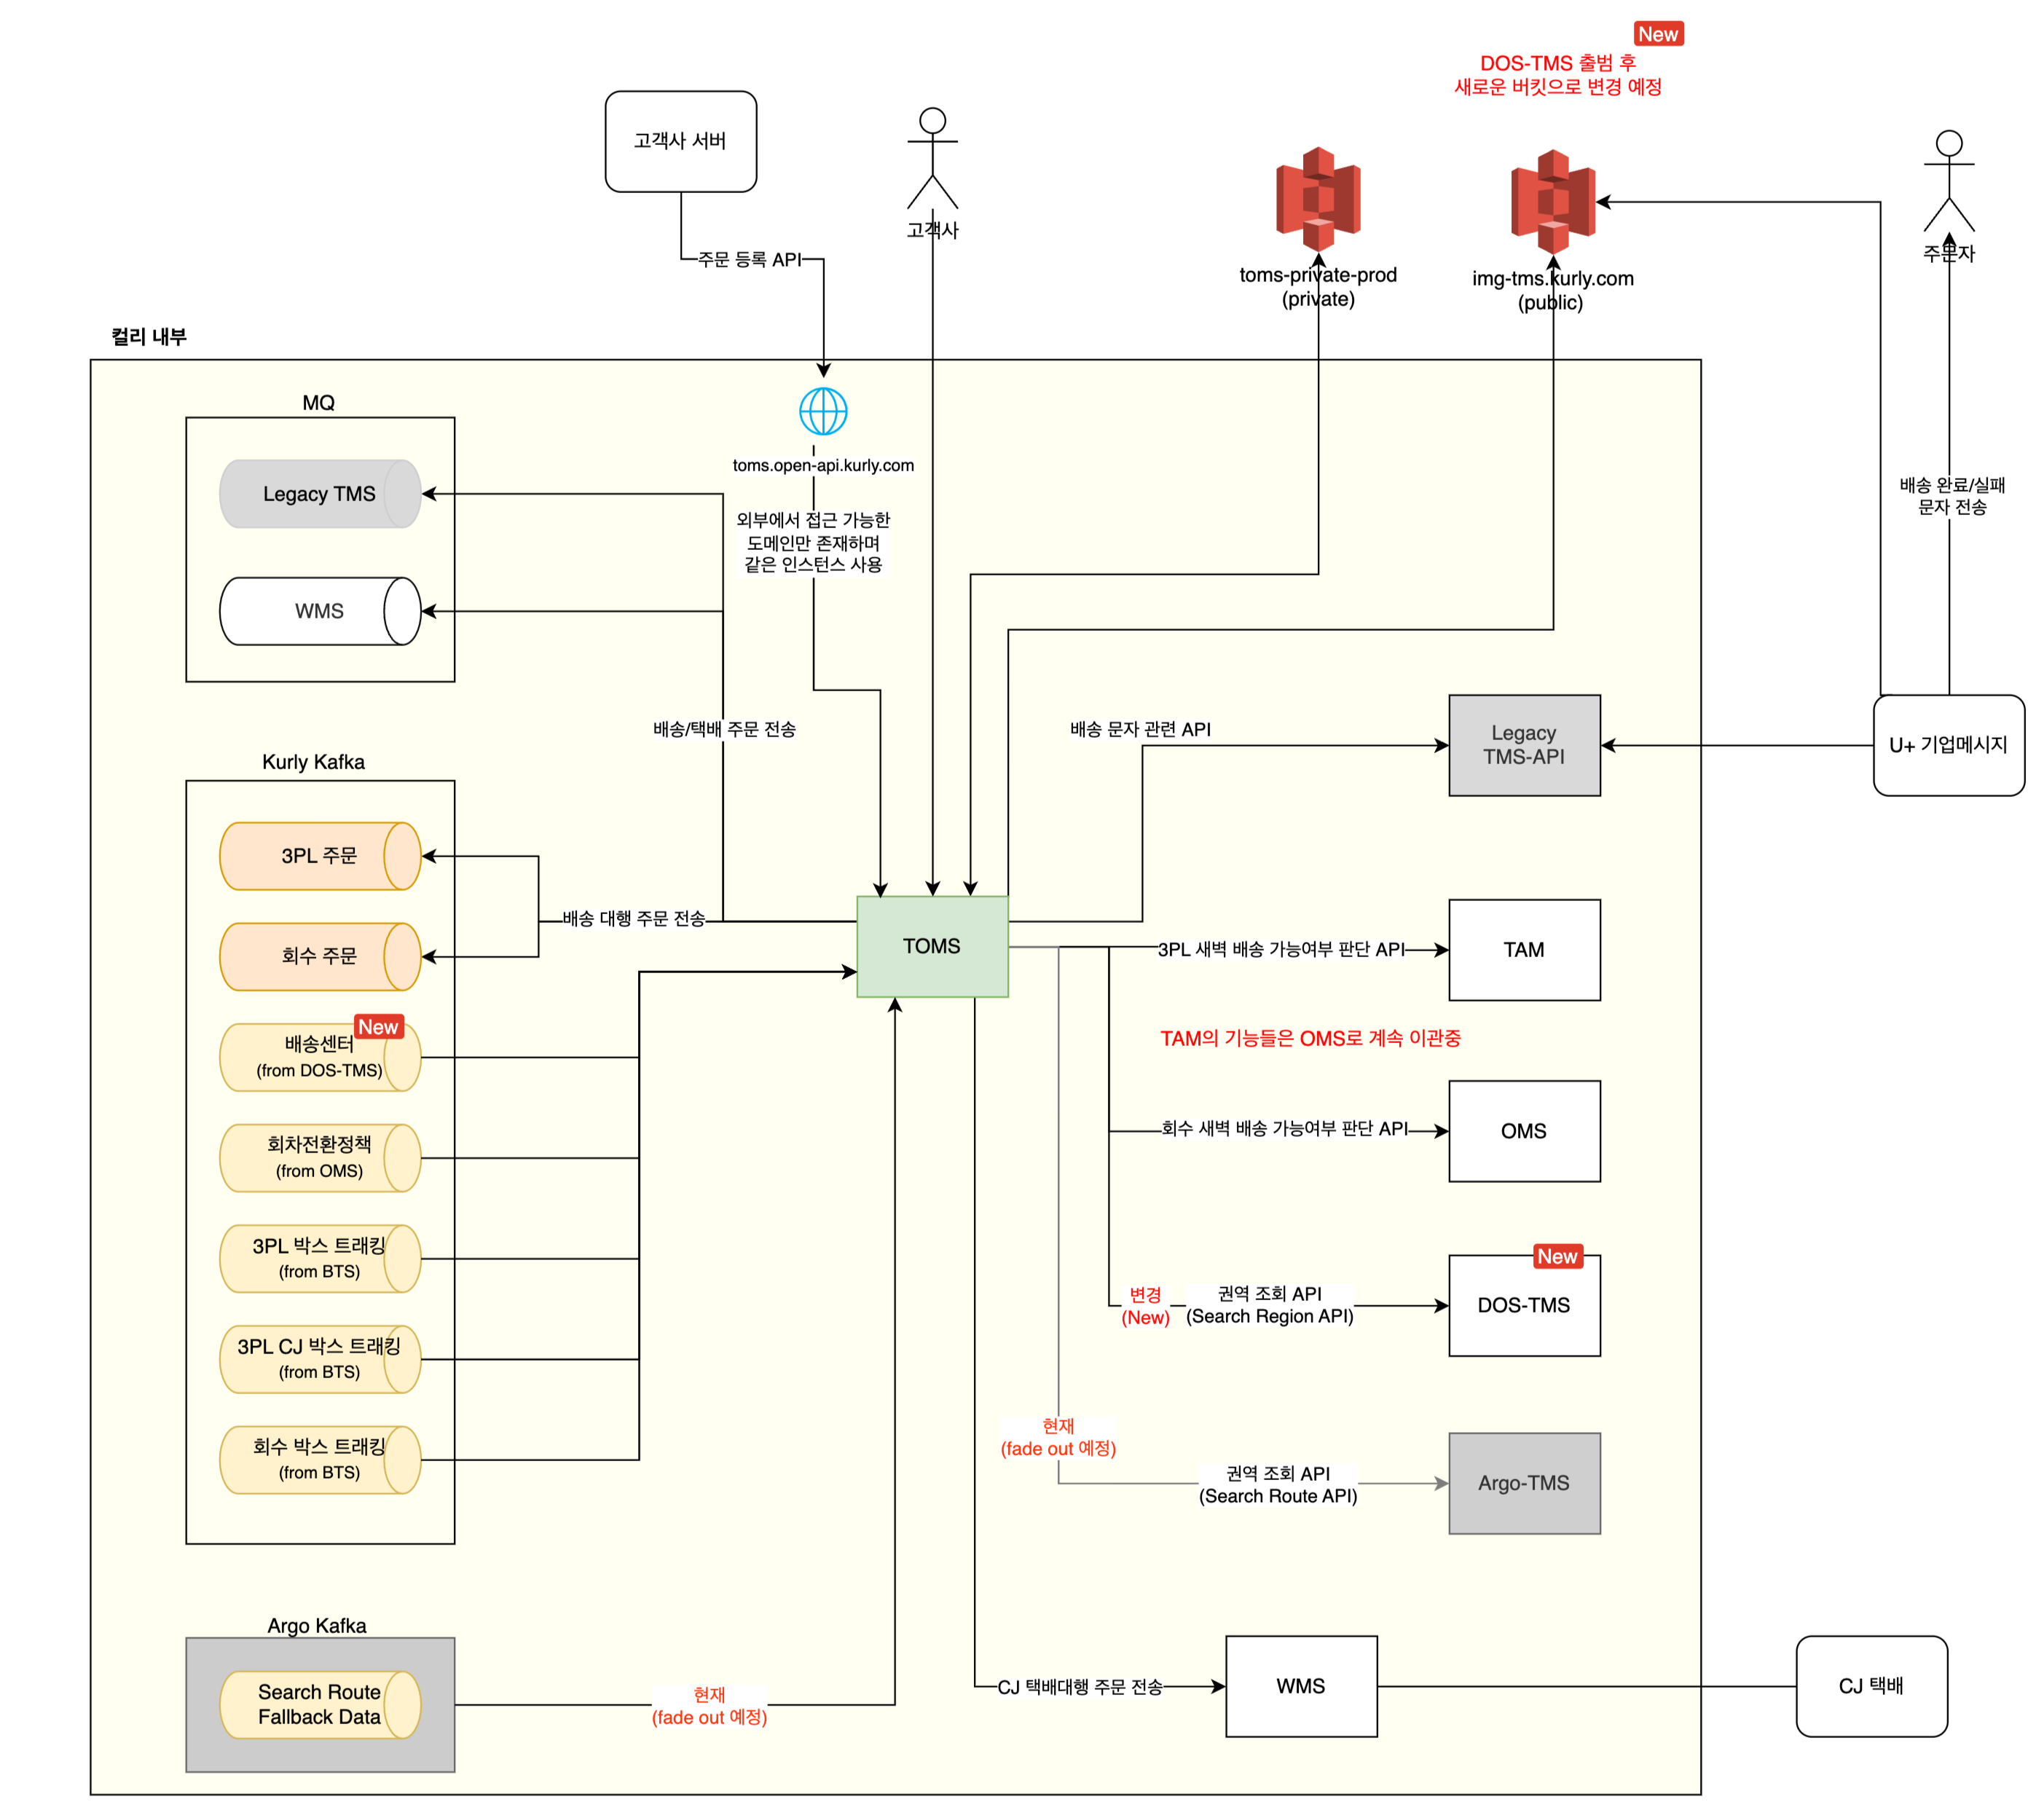 New
DOS-TMS 출범 후
새로운 버킷으로 변경 예정
고객사 서버
고객사
주문자
주문 등록 API
toms-private-prod
(private)
img-tms.kurly.com
(public)
컬리 내부
MQ
Legacy TMS
WMS
toms.open-api.kurly.com
외부에서 접근 가능한
도메인만 존재하며
같은 인스턴스 사용
배송 완료/실패
문자 전송
배송/택배 주문 전송
배송 문자 관련 API
Legacy
TMS-API
U+ 기업메시지
Kurly Kafka
3PL 주문
회수 주문
배송 대행 주문 전송
TOMS
3PL 새벽 배송 가능여부 판단 API
TAM
TAM의 기능들은 OMS로 계속 이관중
New
배송센터
(from DOS-TMS)
회차전환정책
(from OMS)
회수 새벽 배송 가능여부 판단 API
OMS
3PL 박스 트래킹
(from BTS)
New
변경
(New)
권역 조회 API
(Search Region API)
DOS-TMS
3PL CJ 박스 트래킹
(from BTS)
회수 박스 트래킹
(from BTS)
현재
(fade out 예정)
권역 조회 API
(Search Route API)
Argo-TMS
Argo Kafka
Search Route
Fallback Data
현재
(fade out 예정)
CJ 택배대행 주문 전송
WMS
CJ 택배